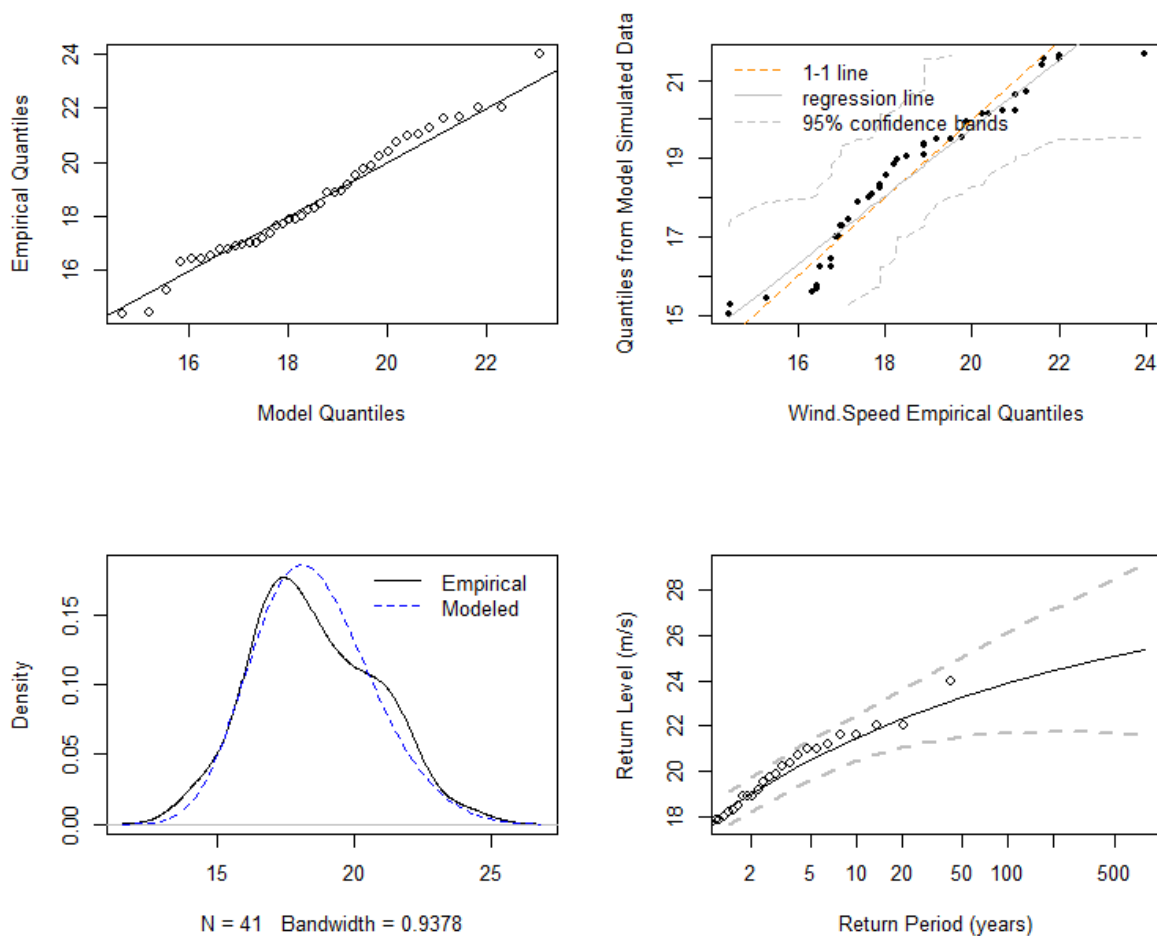 Empirical Quantiles
24
22
20
18
16
16 18 20 22
Model Quantiles
Quantiles from Model Simulated Data
21
19
17
15
1-1 line
regression line
95% confidence bands
16 18 20 22 24
Wind.Speed Empirical Quantiles
Density
0.15
0.10
0.05
0.00
Empirical
Modeled
15 20 25
N = 41 Bandwidth = 0.9378
Return Level (m/s)
28
26
24
22
20
18
2 5 10 20 50 100 500
Return Period (years)